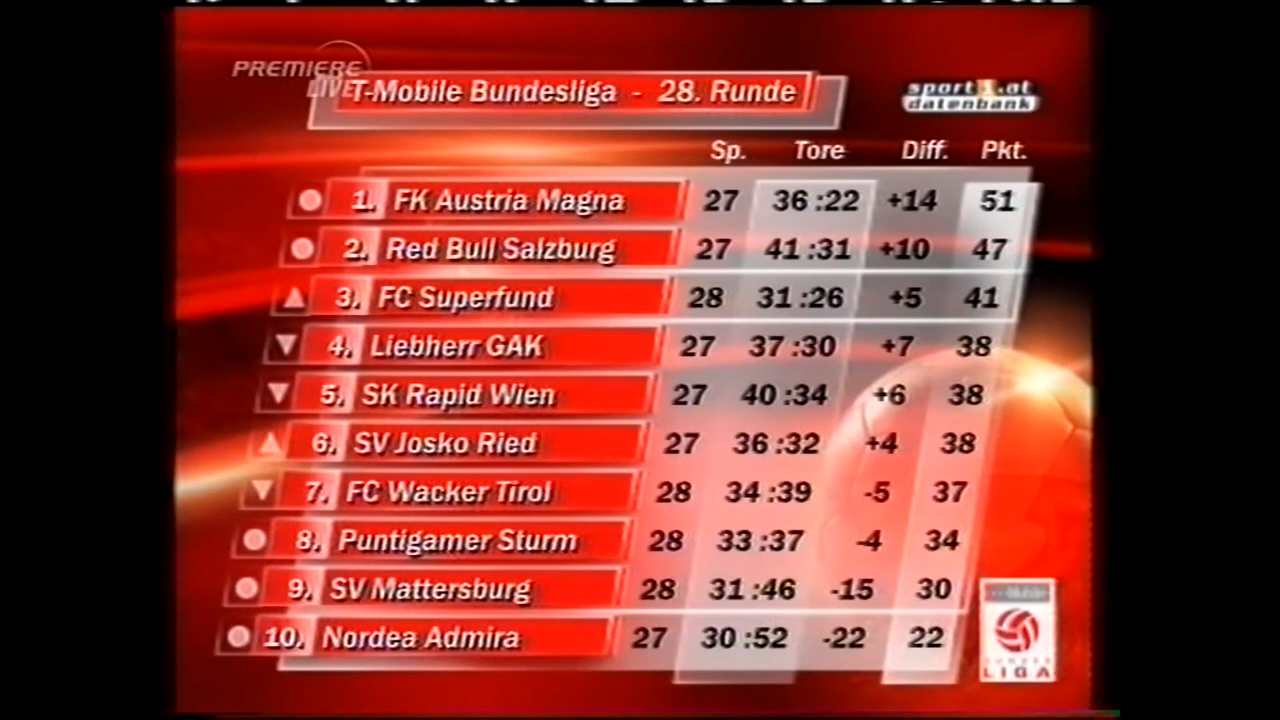 PREMIERE
LIVE
T-Mobile Bundesliga - 28. Runde
sport1.at
datenbank
Sp. Tore Diff. Pkt.
1. FK Austria Magna 27 36:22 +14 51
2. Red Bull Salzburg 27 41:31 +10 47
3. FC Superfund 28 31:26 +5 41
4. Liebherr GAK 27 37:30 +7 38
5. SK Rapid Wien 27 40:34 +6 38
6. SV Josko Ried 27 36:32 +4 38
7. FC Wacker Tirol 28 34:39 -5 37
8. Puntigamer Sturm 28 33:37 -4 34
9. SV Mattersburg 28 31:46 -15 30
10. Nordea Admira 27 30:52 -22 22
BUNDES
LIGA